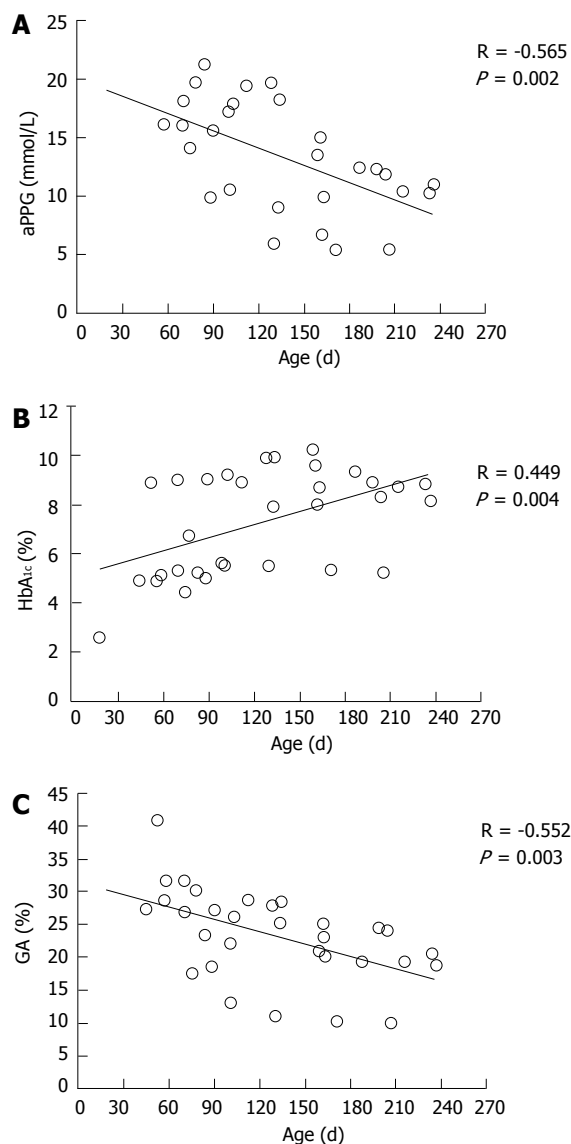 A
25
20
15
10
5
0
aPPG (mmol/L)
R = -0.565
P = 0.002
0 30 60 90 120 150 180 210 240 270
Age (d)
B
12
10
8
6
4
2
0
HbA1c (%)
R = 0.449
P = 0.004
0 30 60 90 120 150 180 210 240 270
Age (d)
C
45
40
35
30
25
20
15
10
5
0
GA (%)
R = -0.552
P = 0.003
0 30 60 90 120 150 180 210 240 270
Age (d)